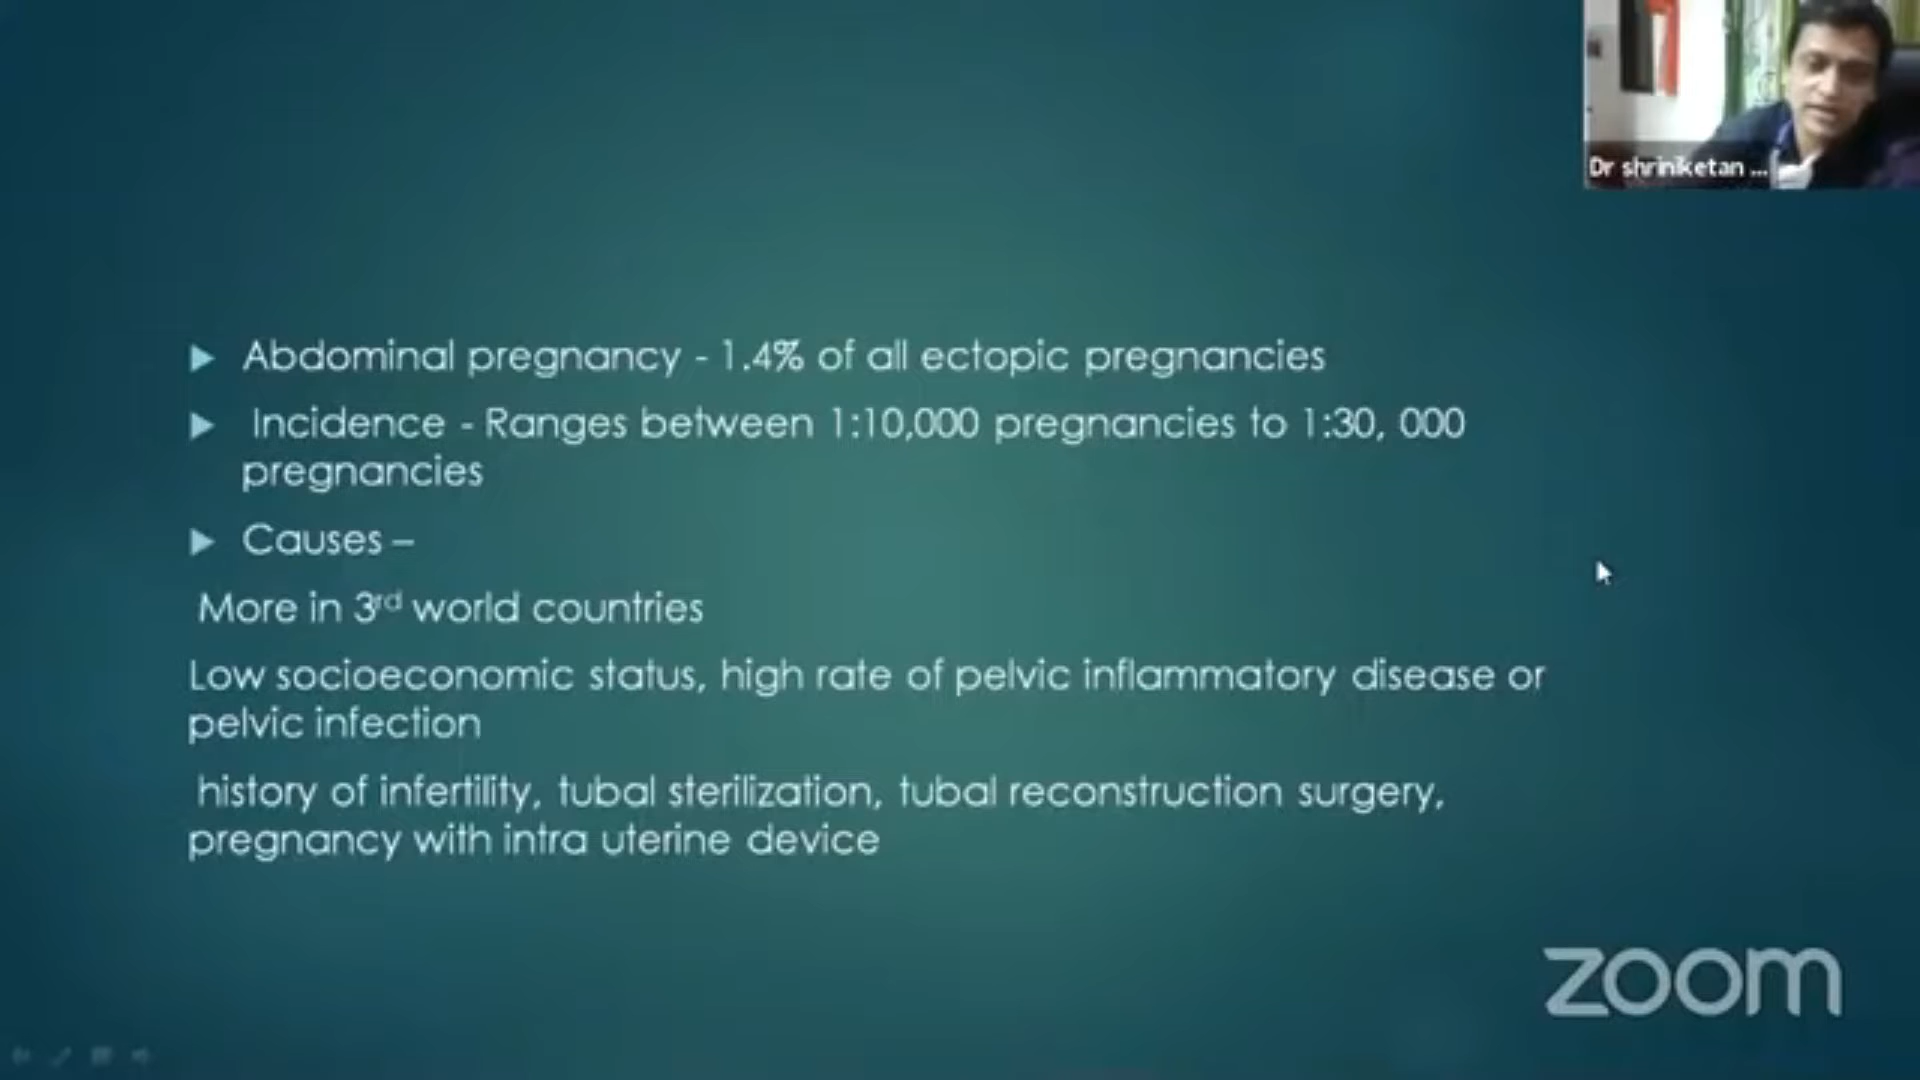 Dr shriniketan ...
Abdominal pregnancy - 1.4% of all ectopic pregnancies
Incidence - Ranges between 1:10,000 pregnancies to 1:30, 000
pregnancies
Causes –
More in 3rd world countries
Low socioeconomic status, high rate of pelvic inflammatory disease or
pelvic infection
history of infertility, tubal sterilization, tubal reconstruction surgery,
pregnancy with intra uterine device
zoom